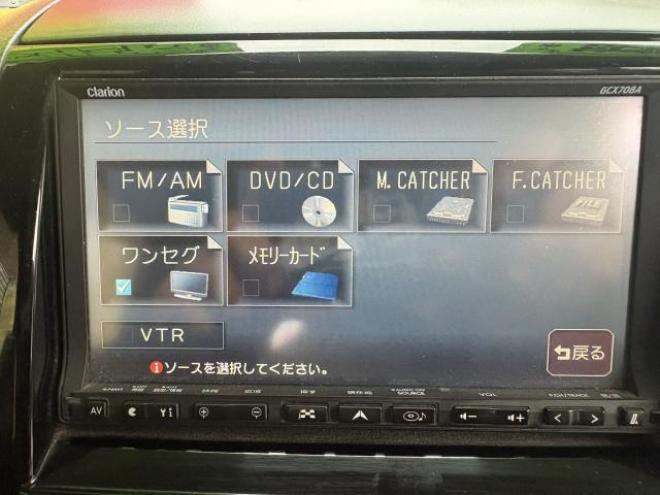 clarion GCX708A
ソース選択
FM/AM DVD/CD M. CATCHER F. CATCHER
FILE
ワンセグ メモリーカード
VTR
ソースを選択してください。
戻る
SOURCE VOL
AV